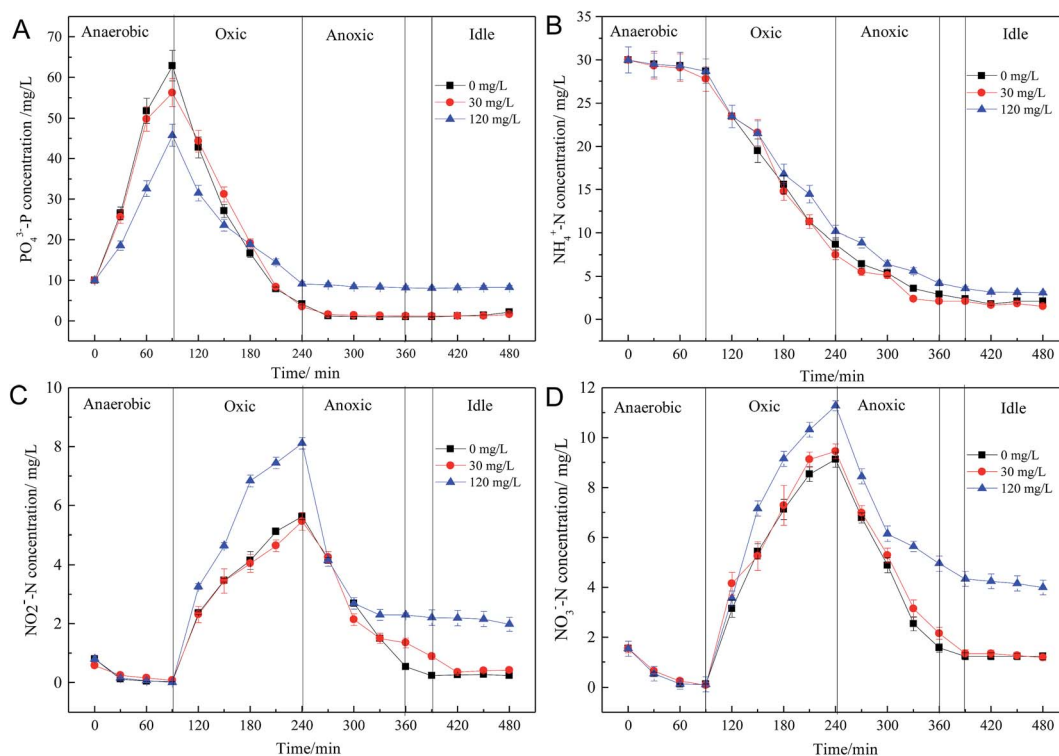 A
Anaerobic Oxic Anoxic Idle
PO₄³⁻-P concentration /mg/L
70
60
50
40
30
20
10
0
0 mg/L
30 mg/L
120 mg/L
0 60 120 180 240 300 360 420 480
Time/ min
B
Anaerobic Oxic Anoxic Idle
NH₄⁺-N concentration/ mg/L
35
30
25
20
15
10
5
0
0 mg/L
30 mg/L
120 mg/L
0 60 120 180 240 300 360 420 480
Time/ min
C
Anaerobic Oxic Anoxic Idle
NO2⁻-N concentration/ mg/L
10
8
6
4
2
0
0 mg/L
30 mg/L
120 mg/L
0 60 120 180 240 300 360 420 480
Time/min
D
Anaerobic Oxic Anoxic Idle
NO₃⁻-N concentration/ mg/L
12
10
8
6
4
2
0
0 mg/L
30 mg/L
120 mg/L
0 60 120 180 240 300 360 420 480
Time/min